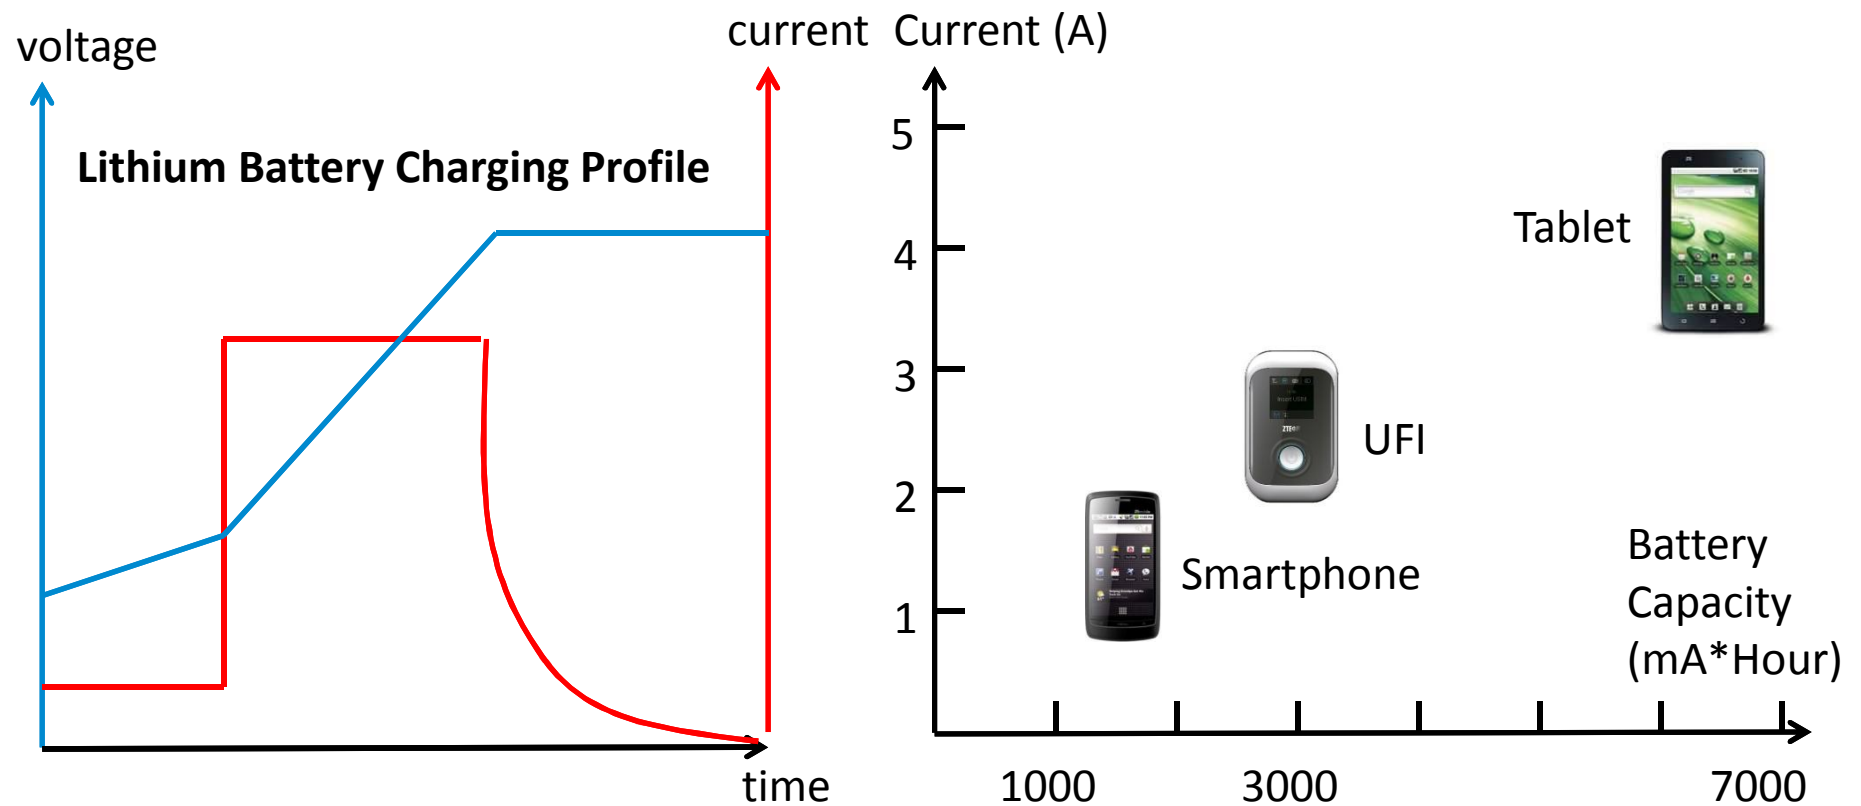 voltage
current
Lithium Battery Charging Profile
time
Current (A)
5
4
3
2
1
Tablet
UFI
ZTE
Smartphone
Battery
Capacity
(mA*Hour)
1000
3000
7000